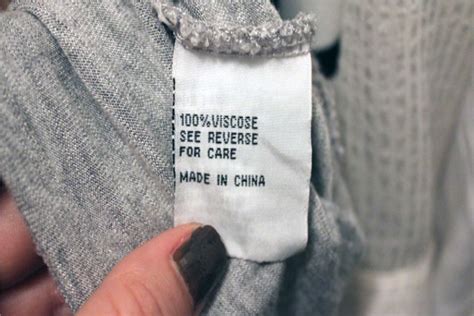 100%VISCOSE
SEE REVERSE
FOR CARE
MADE IN CHINA